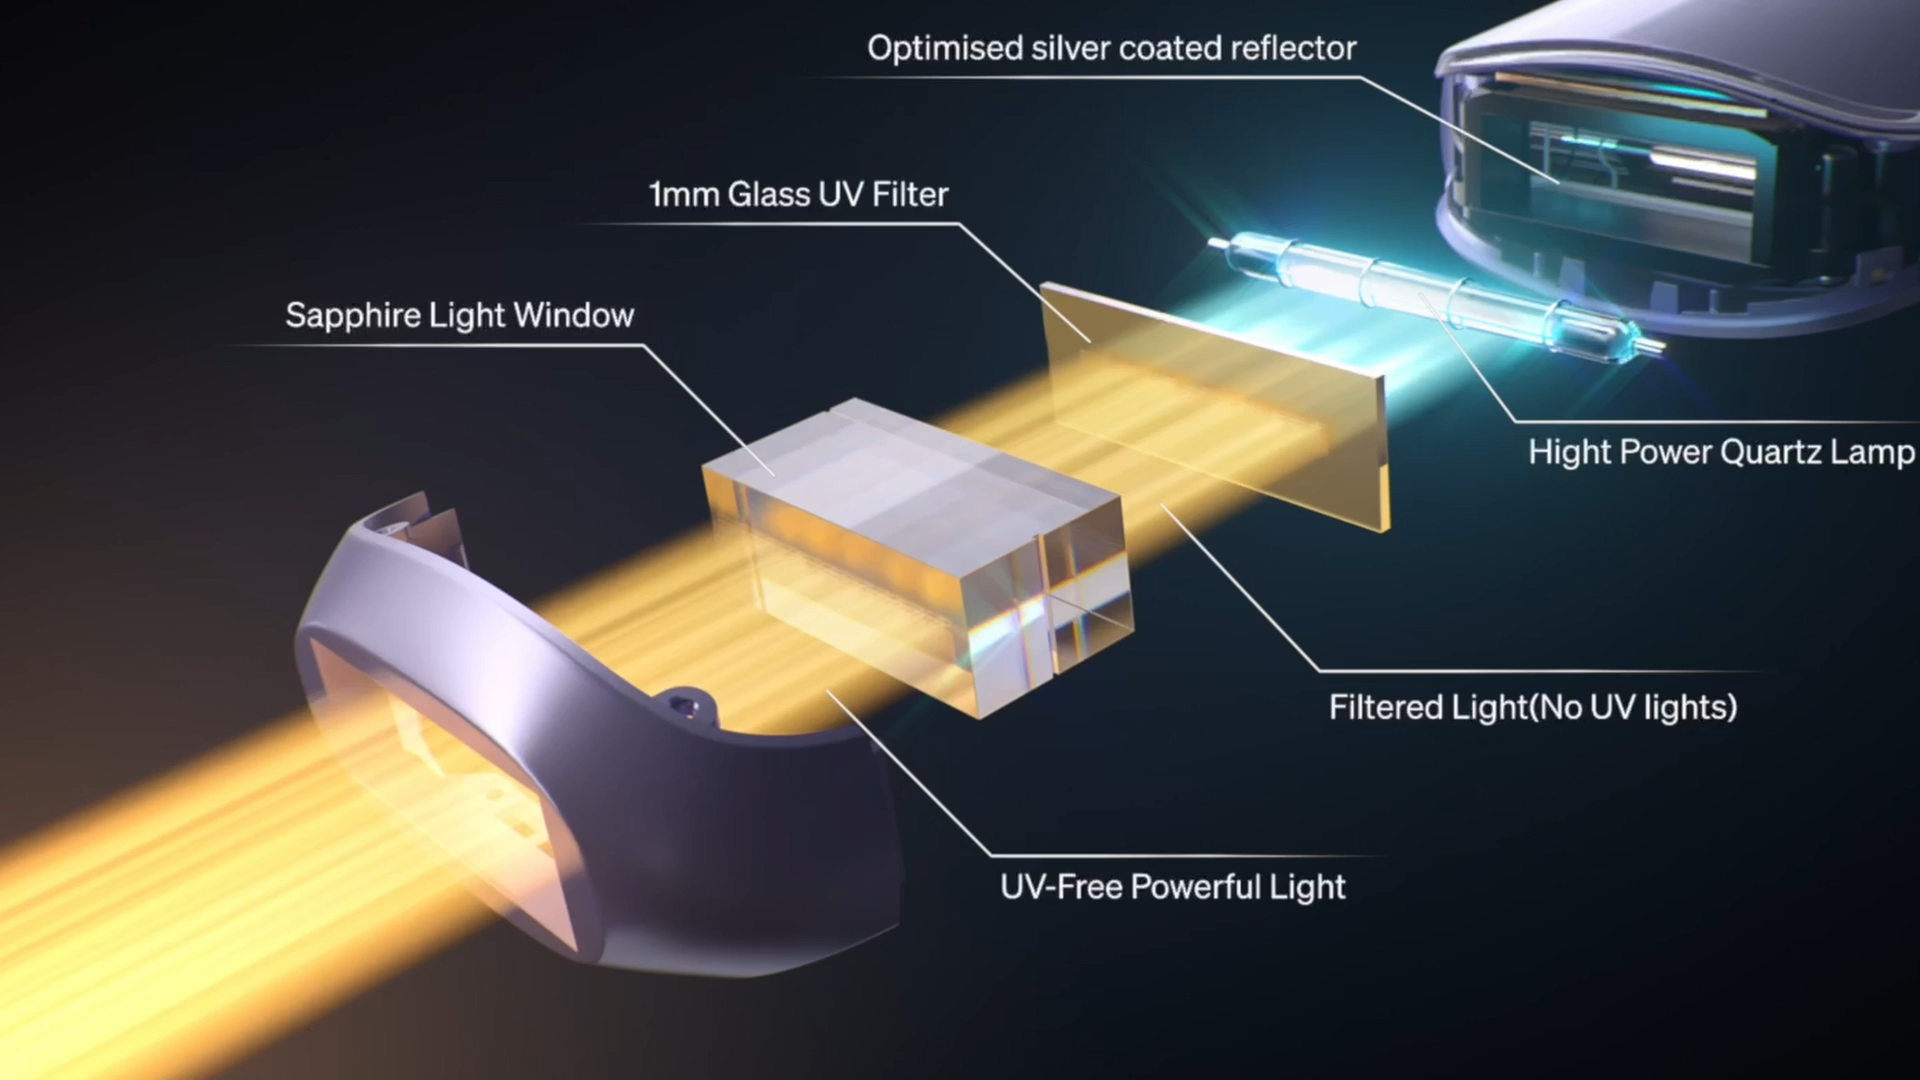 Optimised silver coated reflector
1mm Glass UV Filter
Sapphire Light Window
Hight Power Quartz Lamp
Filtered Light(No UV lights)
UV-Free Powerful Light